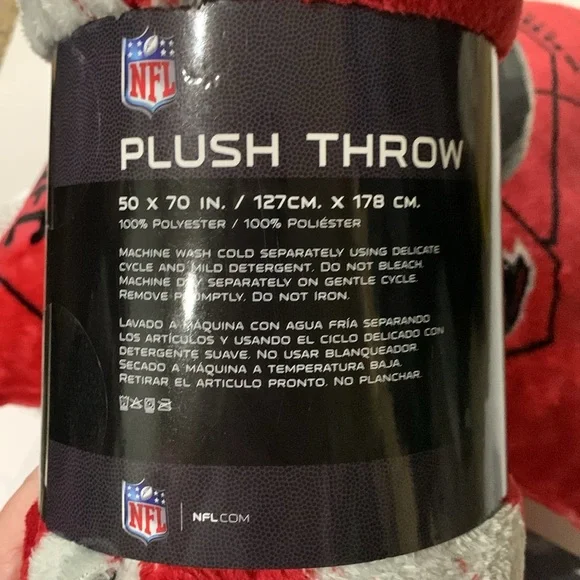 NFL
PLUSH THROW
50 X 70 IN. / 127CM. X 178 CM.
100% POLYESTER / 100% POLIÉSTER
MACHINE WASH COLD SEPARATELY USING DELICATE
CYCLE AND MILD DETERGENT. DO NOT BLEACH.
MACHINE DRY SEPARATELY ON GENTLE CYCLE.
REMOVE PROMPTLY. DO NOT IRON.
LAVADO A MÁQUINA CON AGUA FRÍA SEPARANDO
LOS ARTÍCULOS Y USANDO EL CICLO DELICADO CON
DETERGENTE SUAVE. NO USAR BLANQUEADOR.
SECADO A MÁQUINA A TEMPERATURA BAJA.
RETIRAR EL ARTICULO PRONTO. NO PLANCHAR.
NFL
NFL.COM